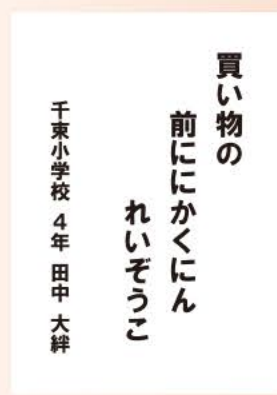 買い物の
前ににかくにん
れいぞうこ
千束小学校 4年 田中 大絆